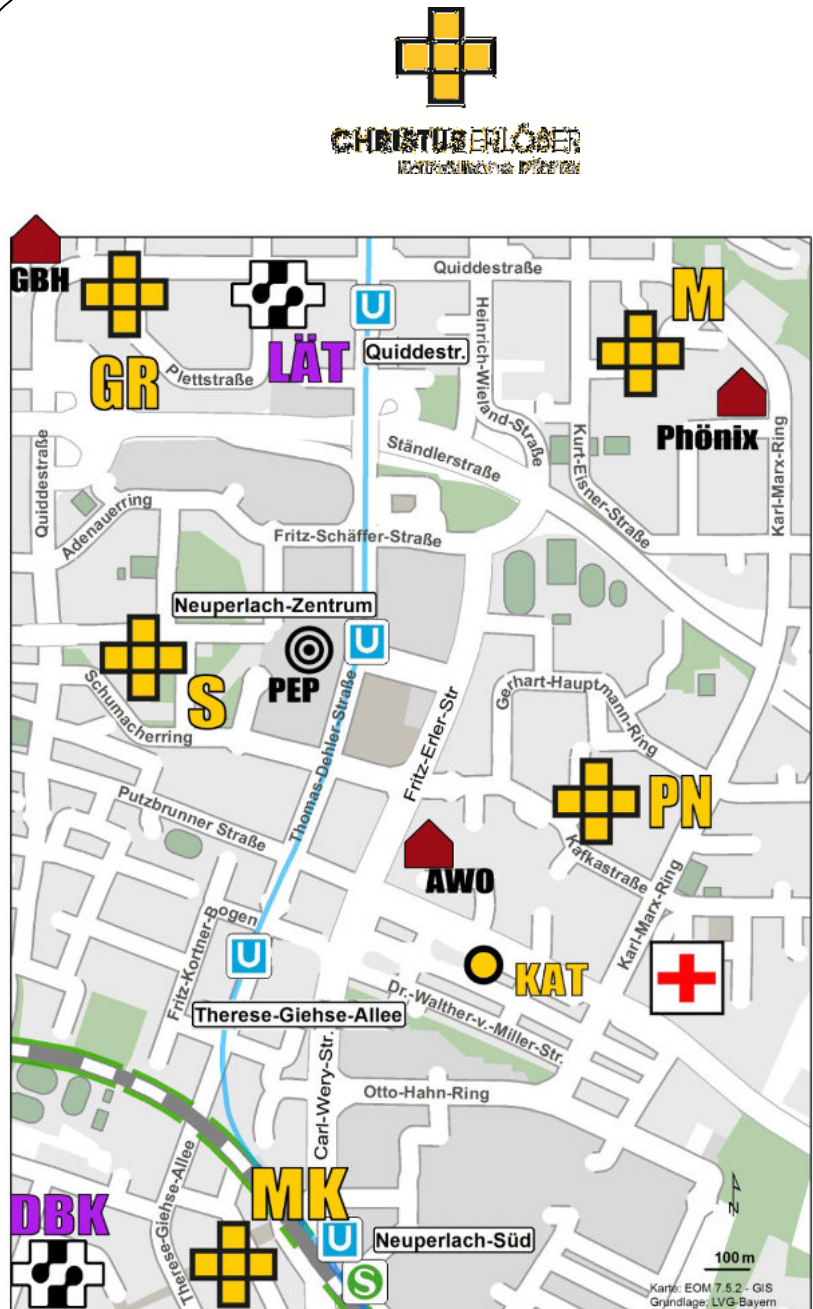 CHRISTUS ERLÖSER
Katholische Pfarrei
GBH
GR
LÄT
U
Quiddestr.
Quiddestraße
M
Phönix
Plettstraße
Heinrich-Wieland-Straße
Kurt-Eisner-Straße
Karl-Marx-Ring
Ständlerstraße
Quiddestraße
Adenauerring
Fritz-Schäffer-Straße
Neuperlach-Zentrum
U
PEP
S
Schumacherring
Thomas-Dehler-Straße
Fritz-Erler-Str
Gerhart-Hauptmann-Ring
PN
Putzbrunner Straße
Kafkastraße
AWO
Karl-Marx-Ring
Fritz-Kortner-Bogen
U
KAT
Therese-Giehse-Allee
Dr.-Walther-v.-Miller-Str.
Carl-Wery-Str.
Otto-Hahn-Ring
Therese-Giehse-Allee
MK
DBK
U
Neuperlach-Süd
S
N
100 m
Karte: EOM 7.5.2 - GIS
Grundlage: LVG-Bayern